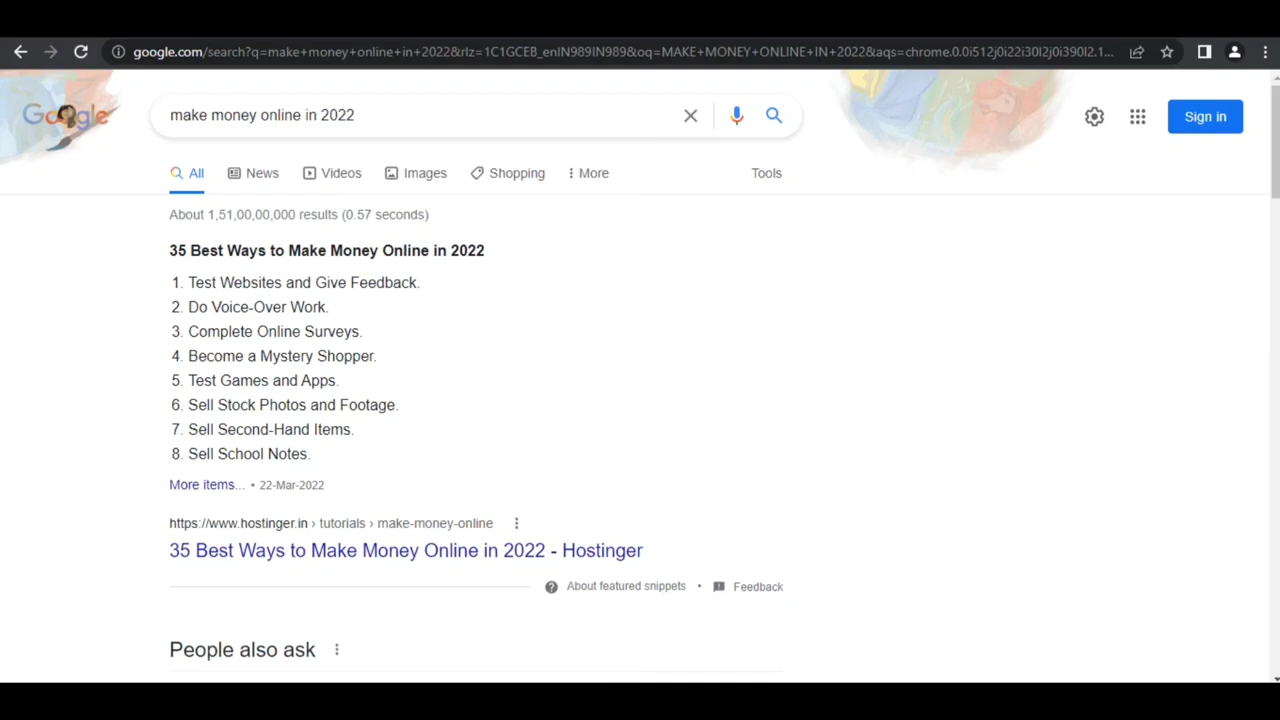 google.com/search?q=make+money+online+in+2022&rlz=1C1GCEB_enIN989IN989&oq=MAKE+MONEY+ONLINE+IN+2022&aqs=chrome.0.0i512j0i22i30l2j0i390l2.1...
Google
make money online in 2022
Sign in
All News Videos Images Shopping More Tools
About 1,51,00,00,000 results (0.57 seconds)
35 Best Ways to Make Money Online in 2022
1. Test Websites and Give Feedback.
2. Do Voice-Over Work.
3. Complete Online Surveys.
4. Become a Mystery Shopper.
5. Test Games and Apps.
6. Sell Stock Photos and Footage.
7. Sell Second-Hand Items.
8. Sell School Notes.
More items... • 22-Mar-2022
https://www.hostinger.in › tutorials › make-money-online
35 Best Ways to Make Money Online in 2022 - Hostinger
About featured snippets • Feedback
People also ask